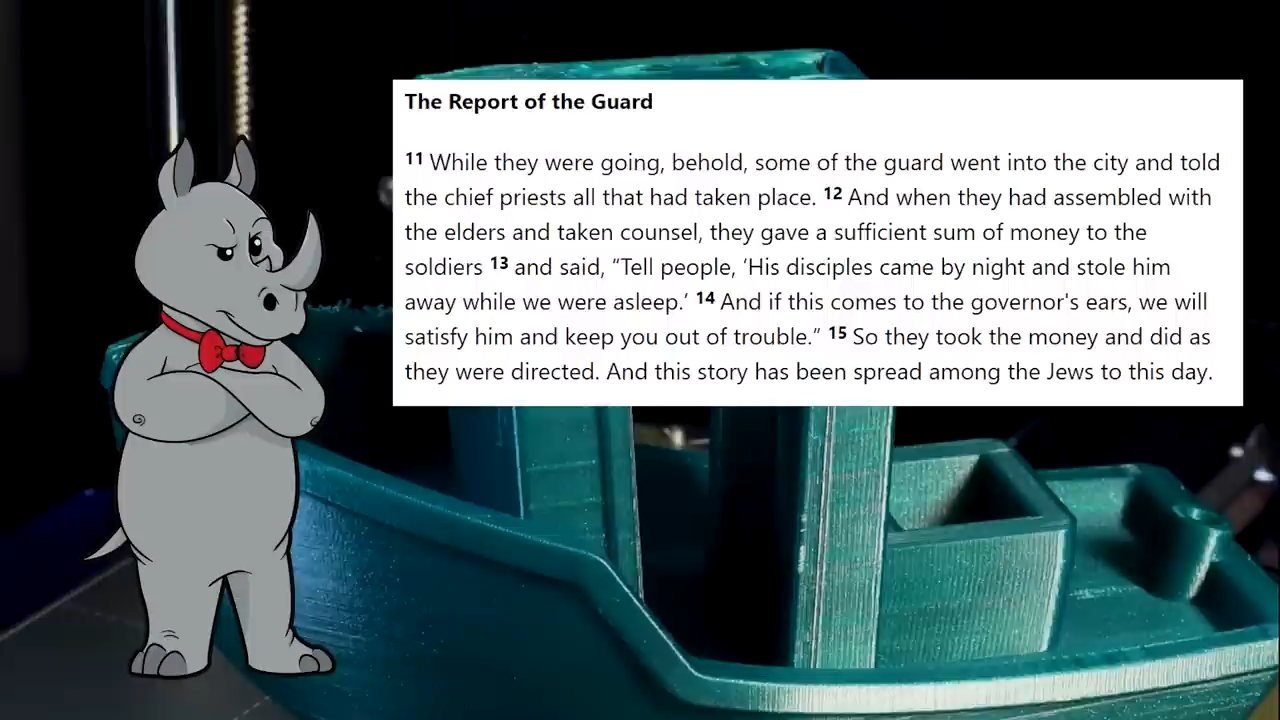 The Report of the Guard
11 While they were going, behold, some of the guard went into the city and told
the chief priests all that had taken place. 12 And when they had assembled with
the elders and taken counsel, they gave a sufficient sum of money to the
soldiers 13 and said, “Tell people, ‘His disciples came by night and stole him
away while we were asleep.’ 14 And if this comes to the governor's ears, we will
satisfy him and keep you out of trouble.” 15 So they took the money and did as
they were directed. And this story has been spread among the Jews to this day.